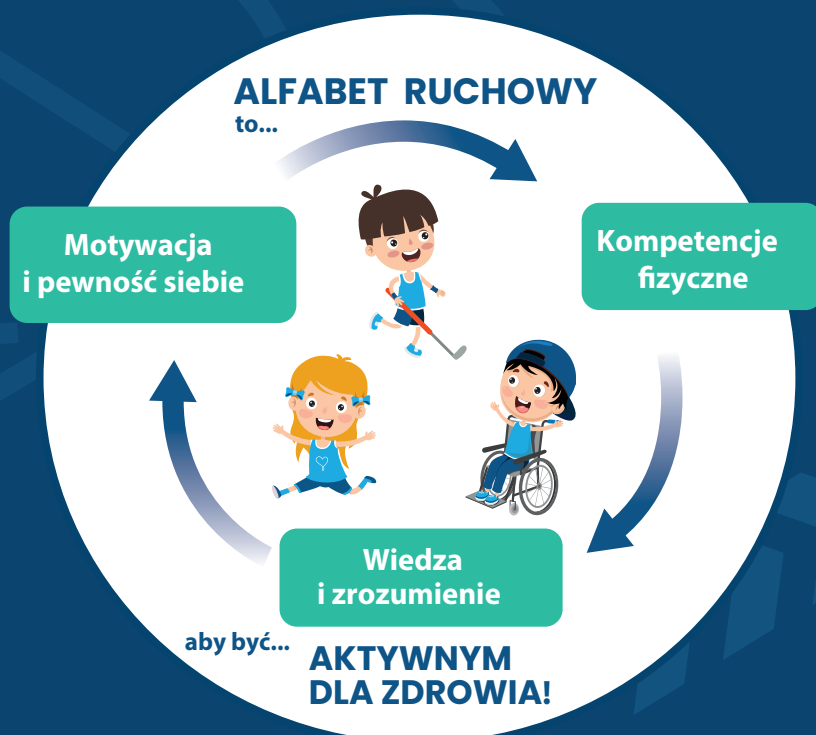 ALFABET RUCHOWY
to...
Motywacja
i pewność siebie
Kompetencje
fizyczne
Wiedza
i zrozumienie
aby być...
AKTYWNYM
DLA ZDROWIA!